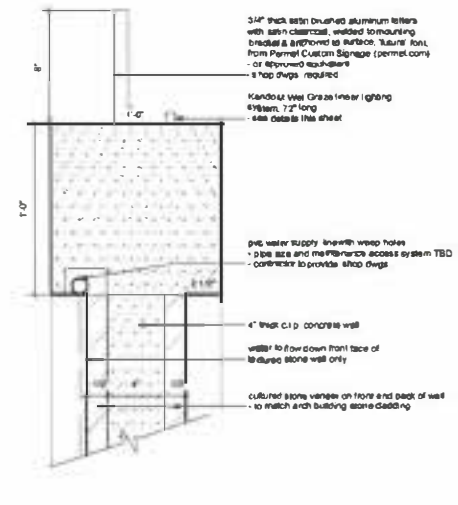 3/4" thick satin brushed aluminum letters
with satin clearcoat, welded to mounting
bracket & anchored to surface, 'futura' font,
from Permel Custom Signage (permel.com)
- or approved equivalent
- shop dwgs required
8"
1'-0"
Wet Graze linear lighting
system, 72" long
- see details this sheet
1'-0"
pvc water supply line with weep holes
- pipe size and maintenance access system TBD
- contractor to provide shop dwgs
4" thick c.i.p. concrete wall
water to flow down front face of
textured stone wall only
4"
cultured stone veneer on front and back of wall
- to match arch building stone cladding